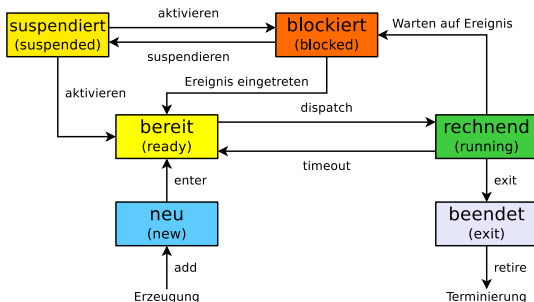 suspendiert
(suspended)
aktivieren
suspendieren
blockiert
(blocked)
Warten auf Ereignis
Ereignis eingetreten
aktivieren
bereit
(ready)
dispatch
timeout
rechnend
(running)
enter
exit
neu
(new)
beendet
(exit)
add
retire
Erzeugung
Terminierung